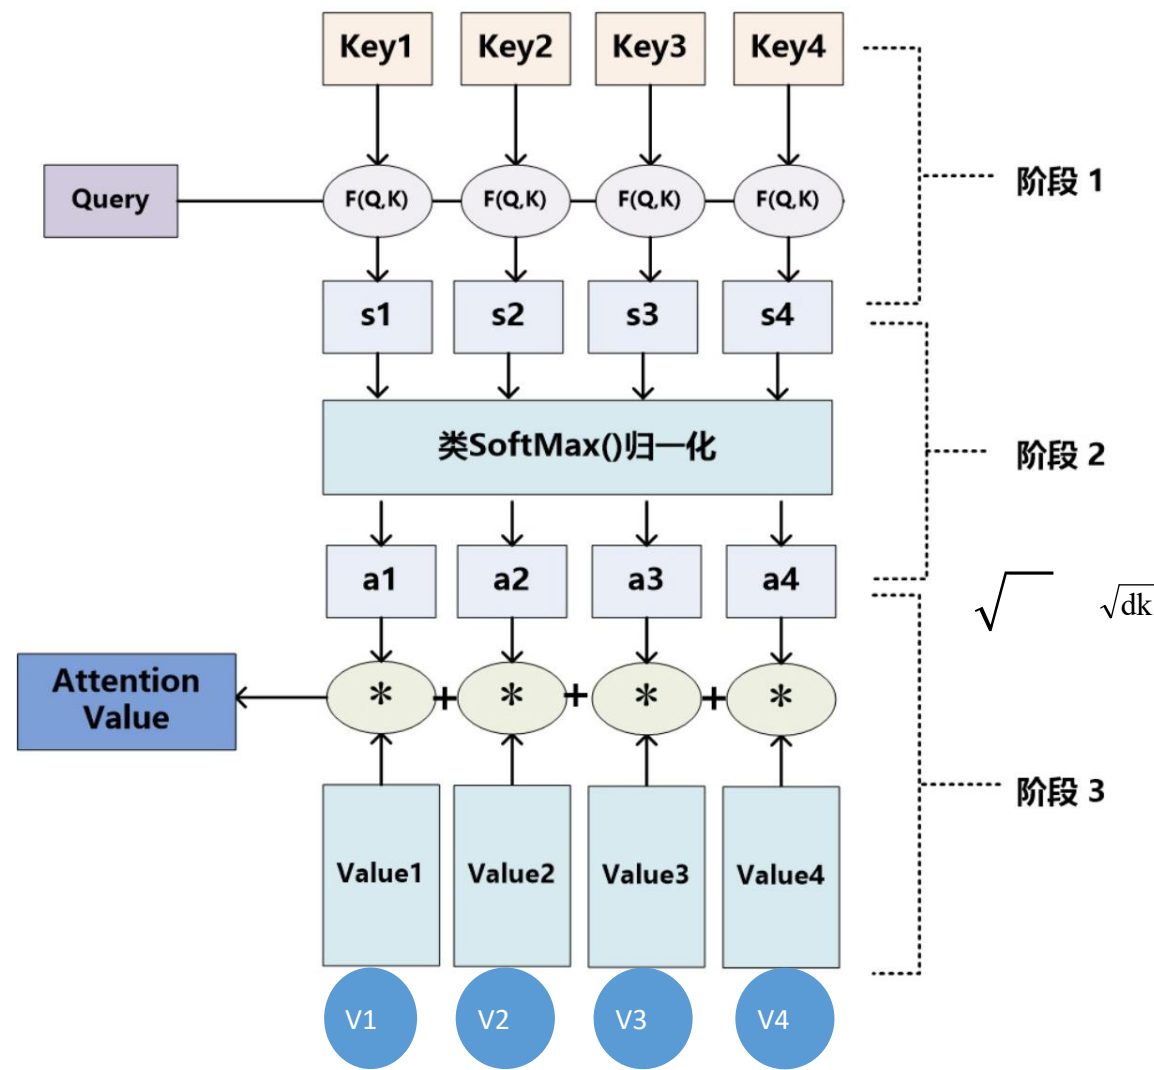 Key1 Key2 Key3 Key4
阶段 1
Query F(Q,K) F(Q,K) F(Q,K) F(Q,K)
s1 s2 s3 s4
类SoftMax()归一化
阶段 2
a1 a2 a3 a4
√ √dk
Attention
Value
* + * + * + *
阶段 3
Value1 Value2 Value3 Value4
V1 V2 V3 V4